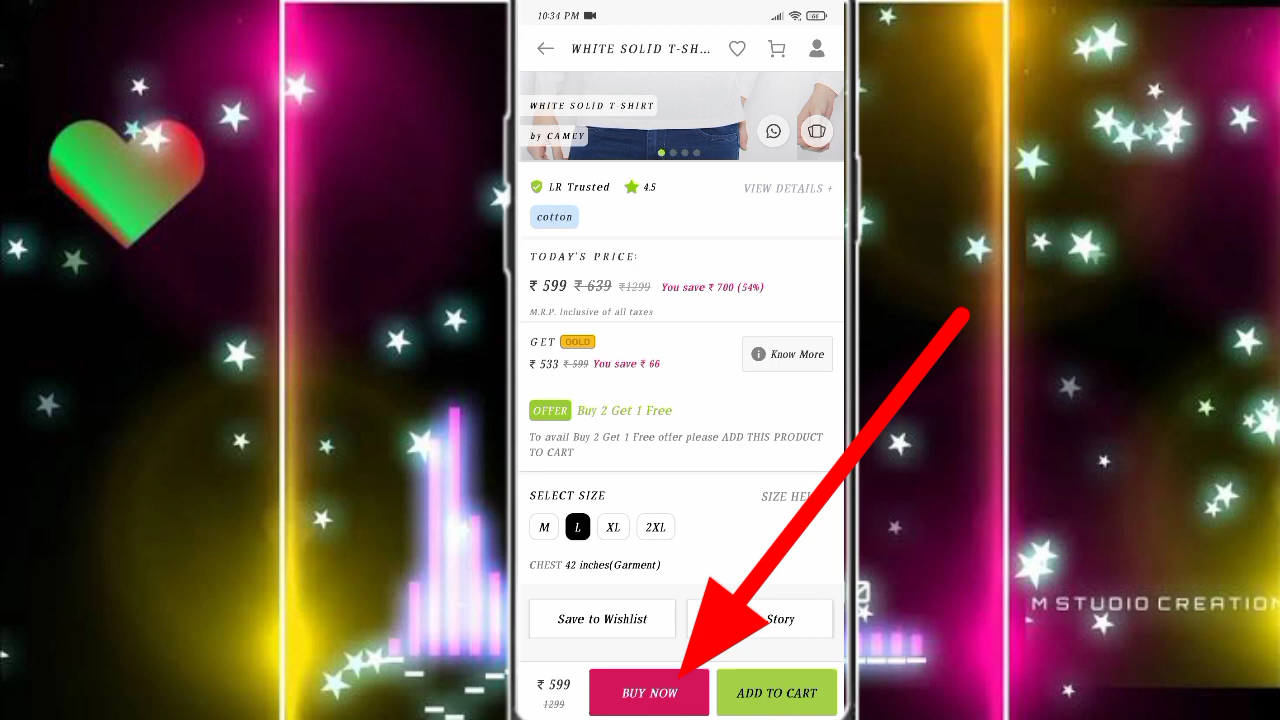 10:34 PM
66
WHITE SOLID T-SH...
WHITE SOLID T-SHIRT
by CAMEY
LR Trusted 4.5 VIEW DETAILS +
cotton
TODAY'S PRICE:
₹ 599 ₹ 639 ₹1299 You save ₹ 700 (54%)
M.R.P. Inclusive of all taxes
GET GOLD
₹ 533 ₹ 599 You save ₹ 66
Know More
OFFER Buy 2 Get 1 Free
To avail Buy 2 Get 1 Free offer please ADD THIS PRODUCT
TO CART
SELECT SIZE SIZE
M L XL 2XL
CHEST 42 inches(Garment)
Save to Wishlist Story
₹ 599
1299
BUY NOW ADD TO CART
M STUDIO CREATION